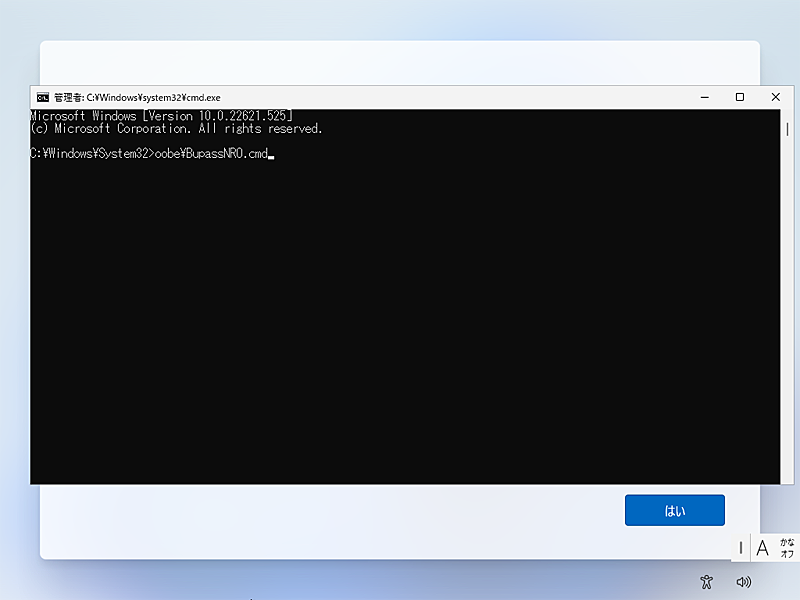 管理者: C:¥Windows¥system32¥cmd.exe
Microsoft Windows [Version 10.0.22621.525]
(c) Microsoft Corporation. All rights reserved.
C:¥Windows¥System32>oobe¥BupassNRO.cmd
はい
A
かな
オフ